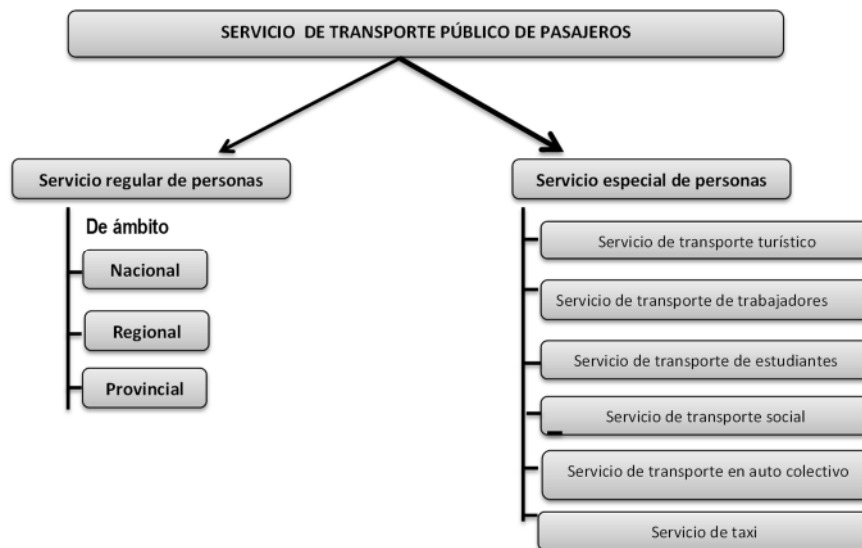 SERVICIO DE TRANSPORTE PÚBLICO DE PASAJEROS
Servicio regular de personas
De ámbito
Nacional
Regional
Provincial
Servicio especial de personas
Servicio de transporte turístico
Servicio de transporte de trabajadores
Servicio de transporte de estudiantes
Servicio de transporte social
Servicio de transporte en auto colectivo
Servicio de taxi